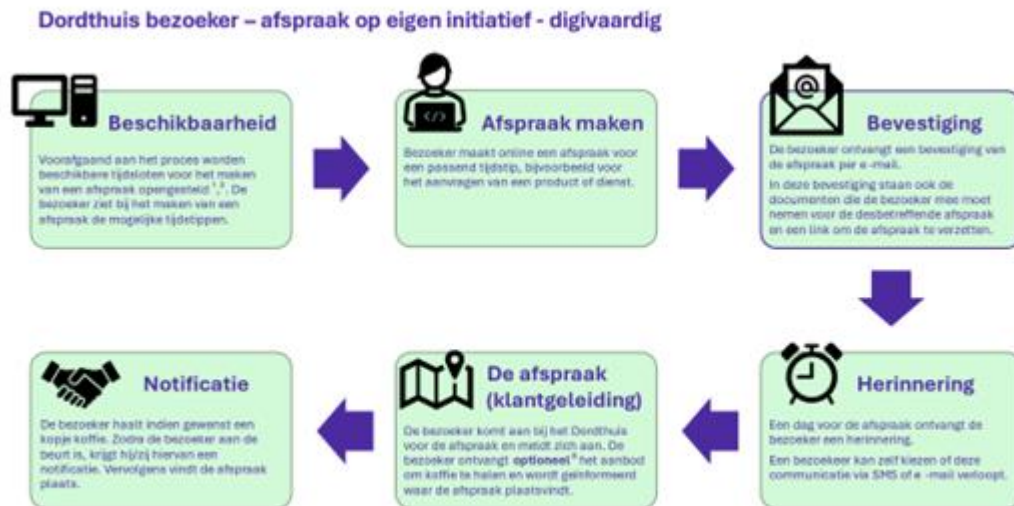 Dordthuis bezoeker – afspraak op eigen initiatief - digivaardig
Beschikbaarheid
Voorafgaand aan het proces worden
beschikbare tijdsloten voor het maken
van een afspraak opengesteld
De
bezoeker ziet bij het maken van een
afspraak de mogelijke tijdstippen.
Afspraak maken
Bezoeker maakt online een afspraak voor
een passend tijdstip, bijvoorbeeld voor
het aanvragen van een product of dienst.
Bevestiging
De bezoeker ontvangt een bevestiging van
de afspraak per e -mail.
In deze bevestiging staan ook de
documenten die de bezoeker mee moet
nemen voor de desbetreffende afspraak
en een link om de afspraak te verzetten.
Herinnering
Een dag voor de afspraak ontvangt de
bezoeker een herinnering.
Een bezoeker kan zelf kiezen of deze
communicatie via SMS of e -mail verloopt.
De afspraak
(klantgeleiding)
De bezoeker komt aan bij het Dordthuis
voor de afspraak en meldt zich aan. De
bezoeker ontvangt optioneel het aanbod
om koffie te halen en wordt geïnformeerd
waar de afspraak plaatsvindt.
Notificatie
De bezoeker haalt indien gewenst een
kopje koffie. Zodra de bezoeker aan de
beurt is, krijgt hij/zij hiervan een
notificatie. Vervolgens vindt de afspraak
plaats.